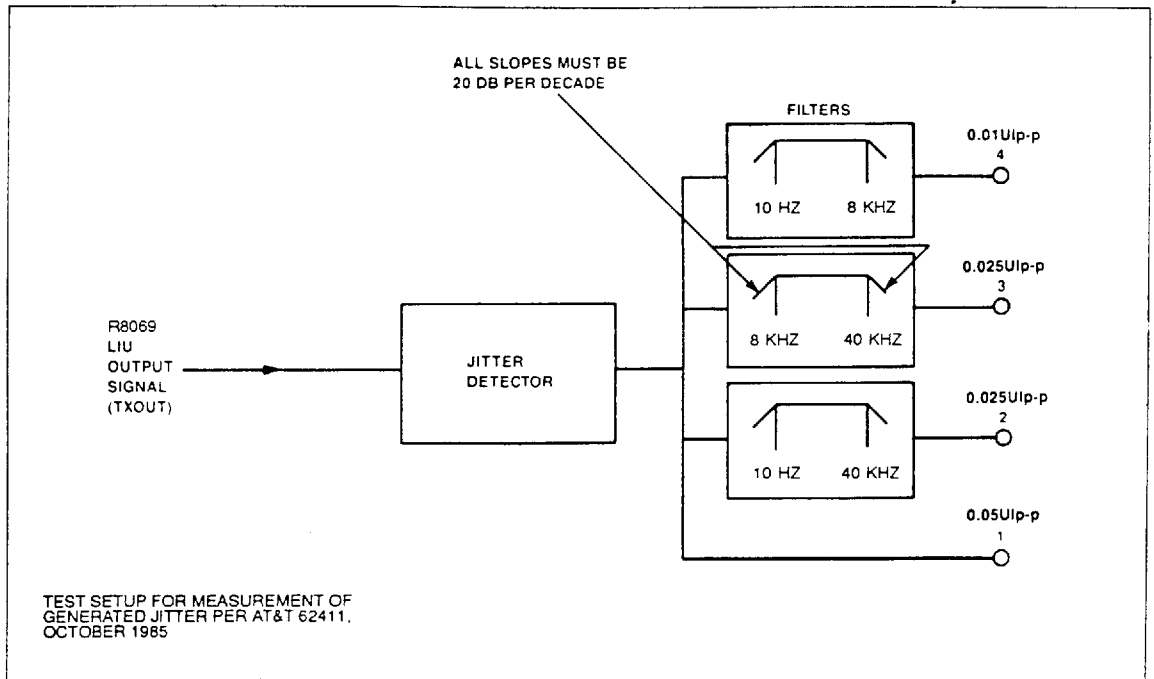 ALL SLOPES MUST BE
20 DB PER DECADE
FILTERS
10 HZ 8 KHZ
0.01UIp-p
4
8 KHZ 40 KHZ
0.025UIp-p
3
R8069
LIU
OUTPUT
SIGNAL
(TXOUT)
JITTER
DETECTOR
10 HZ 40 KHZ
0.025UIp-p
2
0.05UIp-p
1
TEST SETUP FOR MEASUREMENT OF
GENERATED JITTER PER AT&T 62411,
OCTOBER 1985